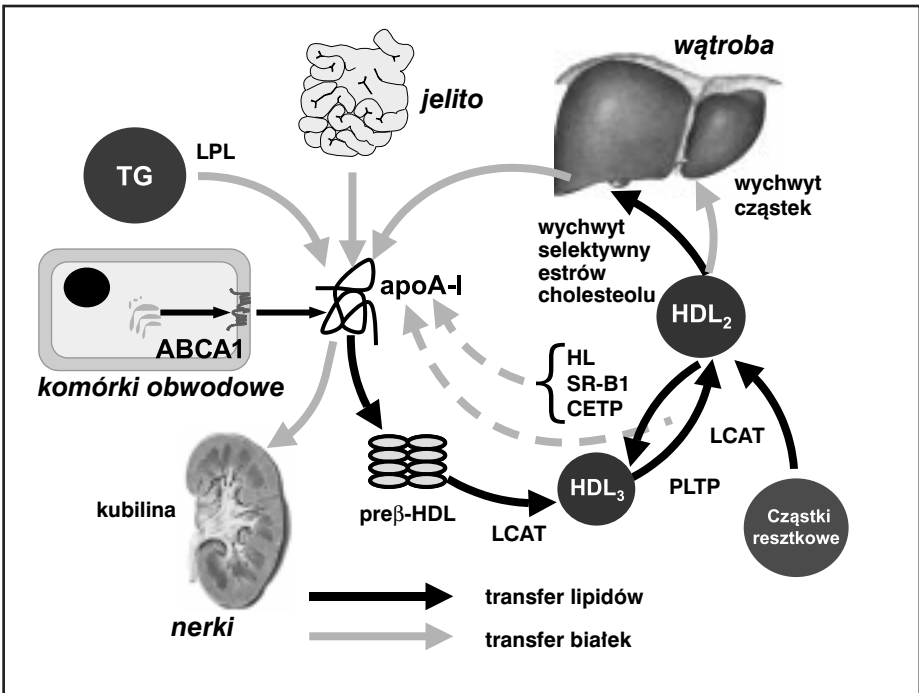 wątroba
jelito
LPL
TG
wychwyt
cząstek
wychwyt
selektywny
estrów
cholesteolu
apoA-I
HDL2
ABCA1
komórki obwodowe
HL
SR-B1
CETP
LCAT
PLTP
HDL3
kubilina
preβ-HDL
LCAT
Cząstki
resztkowe
transfer lipidów
nerki
transfer białek